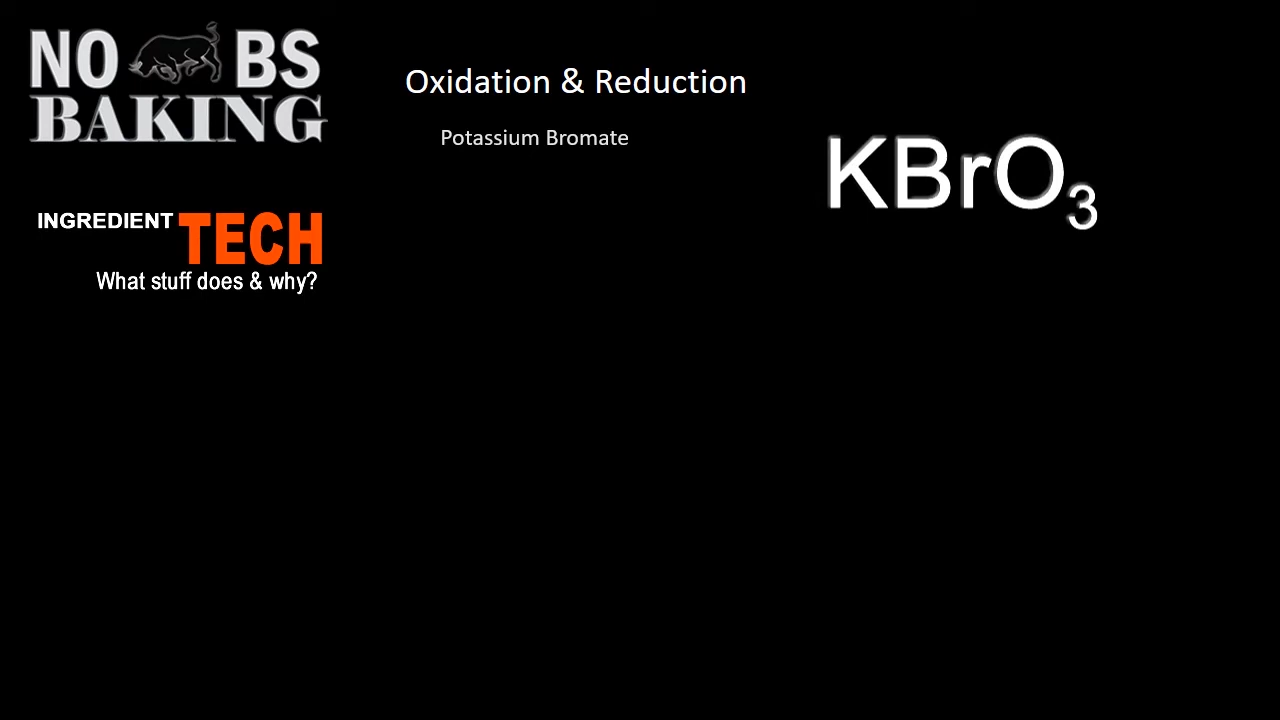 NO BS
BAKING
Oxidation & Reduction
Potassium Bromate
KBrO₃
INGREDIENT TECH
What stuff does & why?